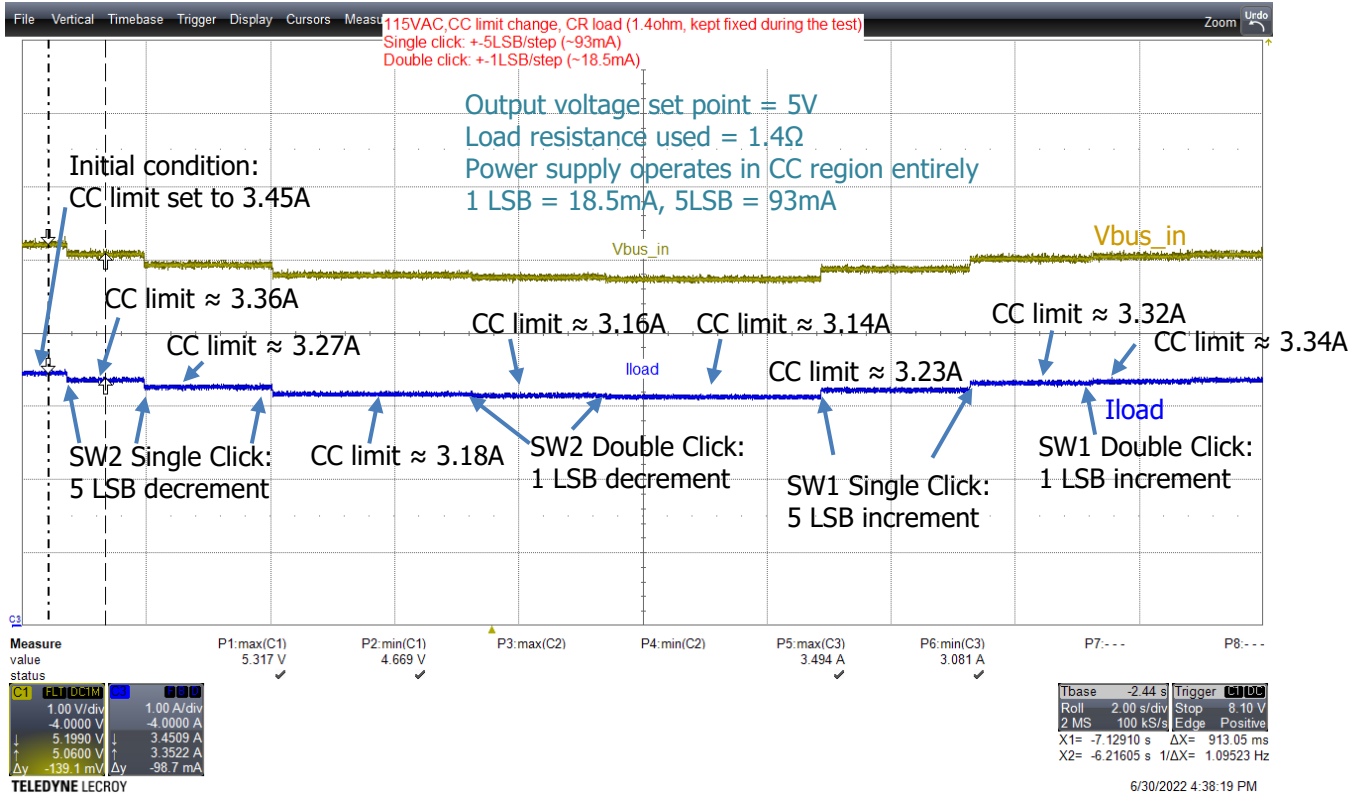 File Vertical Timebase Trigger Display Cursors Measu
Zoom Undo
115VAC,CC limit change, CR load (1.4ohm, kept fixed during the test)
Single click: +-5LSB/step (~93mA)
Double click: +-1LSB/step (~18.5mA)
Output voltage set point = 5V
Load resistance used = 1.4Ω
Power supply operates in CC region entirely
1 LSB = 18.5mA, 5LSB = 93mA
Initial condition:
CC limit set to 3.45A
Vbus_in
Vbus_in
CC limit ≈ 3.36A
CC limit ≈ 3.27A
CC limit ≈ 3.16A
CC limit ≈ 3.14A
CC limit ≈ 3.32A
CC limit ≈ 3.34A
Iload
CC limit ≈ 3.23A
Iload
SW2 Single Click:
5 LSB decrement
CC limit ≈ 3.18A
SW2 Double Click:
1 LSB decrement
SW1 Single Click:
5 LSB increment
SW1 Double Click:
1 LSB increment
C3
Measure P1:max(C1) P2:min(C1) P3:max(C2) P4:min(C2) P5:max(C3) P6:min(C3) P7:- - - P8:- - -
value 5.317 V 4.669 V 3.494 A 3.081 A
status
C1 FLT DC1M
1.00 V/div
-4.0000 V
↓ 5.1990 V
↑ 5.0600 V
Δy -139.1 mV
C3
1.00 A/div
-4.0000 A
↓ 3.4509 A
↑ 3.3522 A
Δy -98.7 mA
Tbase -2.44 s
Roll 2.00 s/div
2 MS 100 kS/s
Trigger C1 DC
Stop 8.10 V
Edge Positive
X1= -7.12910 s ΔX= 913.05 ms
X2= -6.21605 s 1/ΔX= 1.09523 Hz
TELEDYNE LECROY
6/30/2022 4:38:19 PM